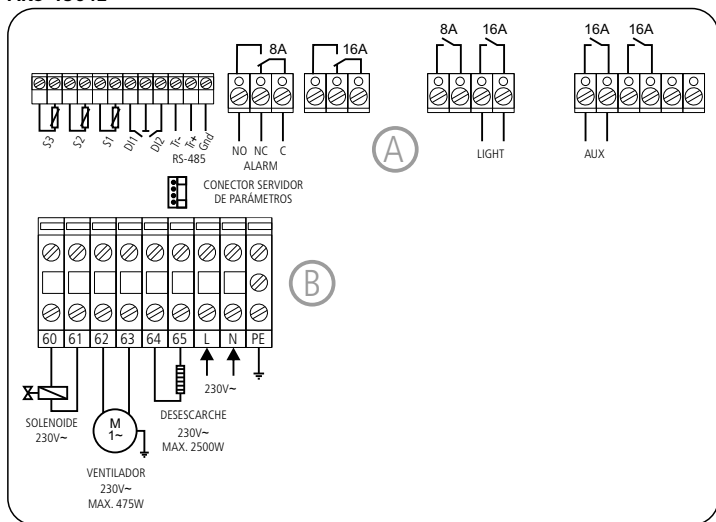 8A
16A
8A
16A
16A
16A
S3
S2
S1
DI1
DI2
Tr-
Tr+
Gnd
RS-485
NO
NC
C
ALARM
LIGHT
AUX
A
CONECTOR SERVIDOR
DE PARÁMETROS
B
60
61
62
63
64
65
L
N
PE
230V~
SOLENOIDE
230V~
M
1~
DESESCARCHE
230V~
MAX. 2500W
VENTILADOR
230V~
MAX. 475W